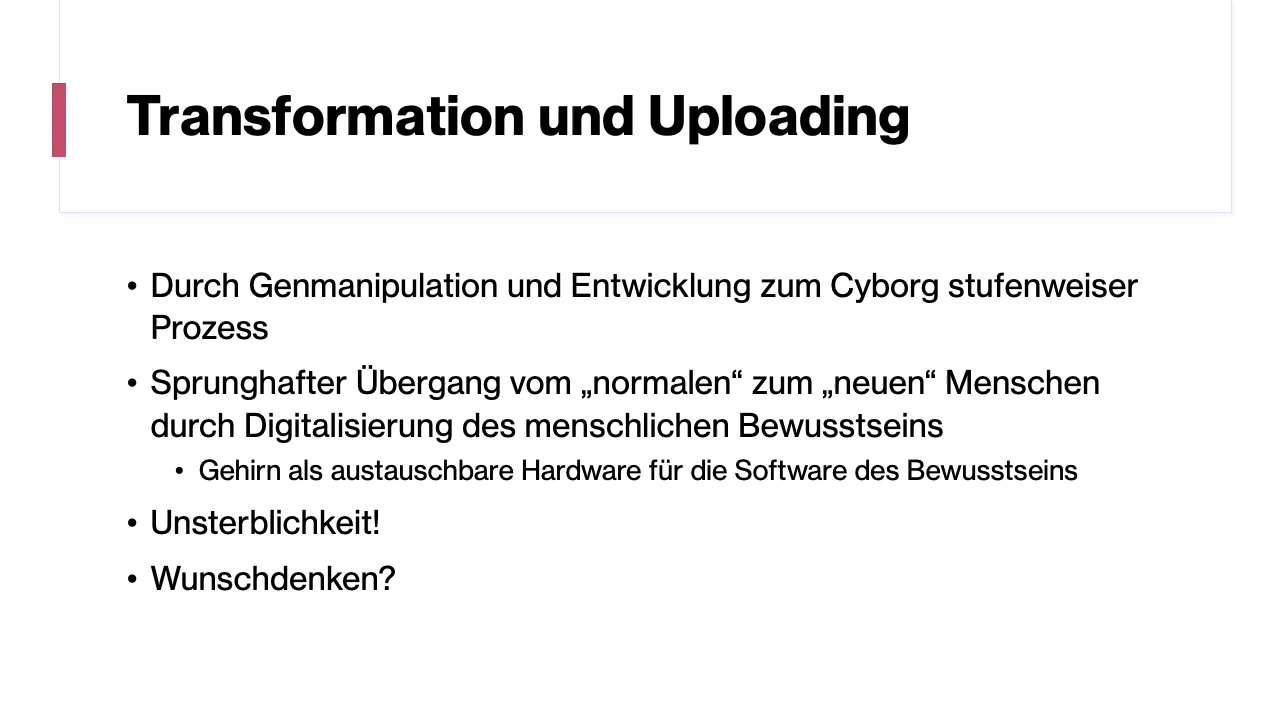 Transformation und Uploading
• Durch Genmanipulation und Entwicklung zum Cyborg stufenweiser
Prozess
• Sprunghafter Übergang vom „normalen“ zum „neuen“ Menschen
durch Digitalisierung des menschlichen Bewusstseins
• Gehirn als austauschbare Hardware für die Software des Bewusstseins
• Unsterblichkeit!
• Wunschdenken?